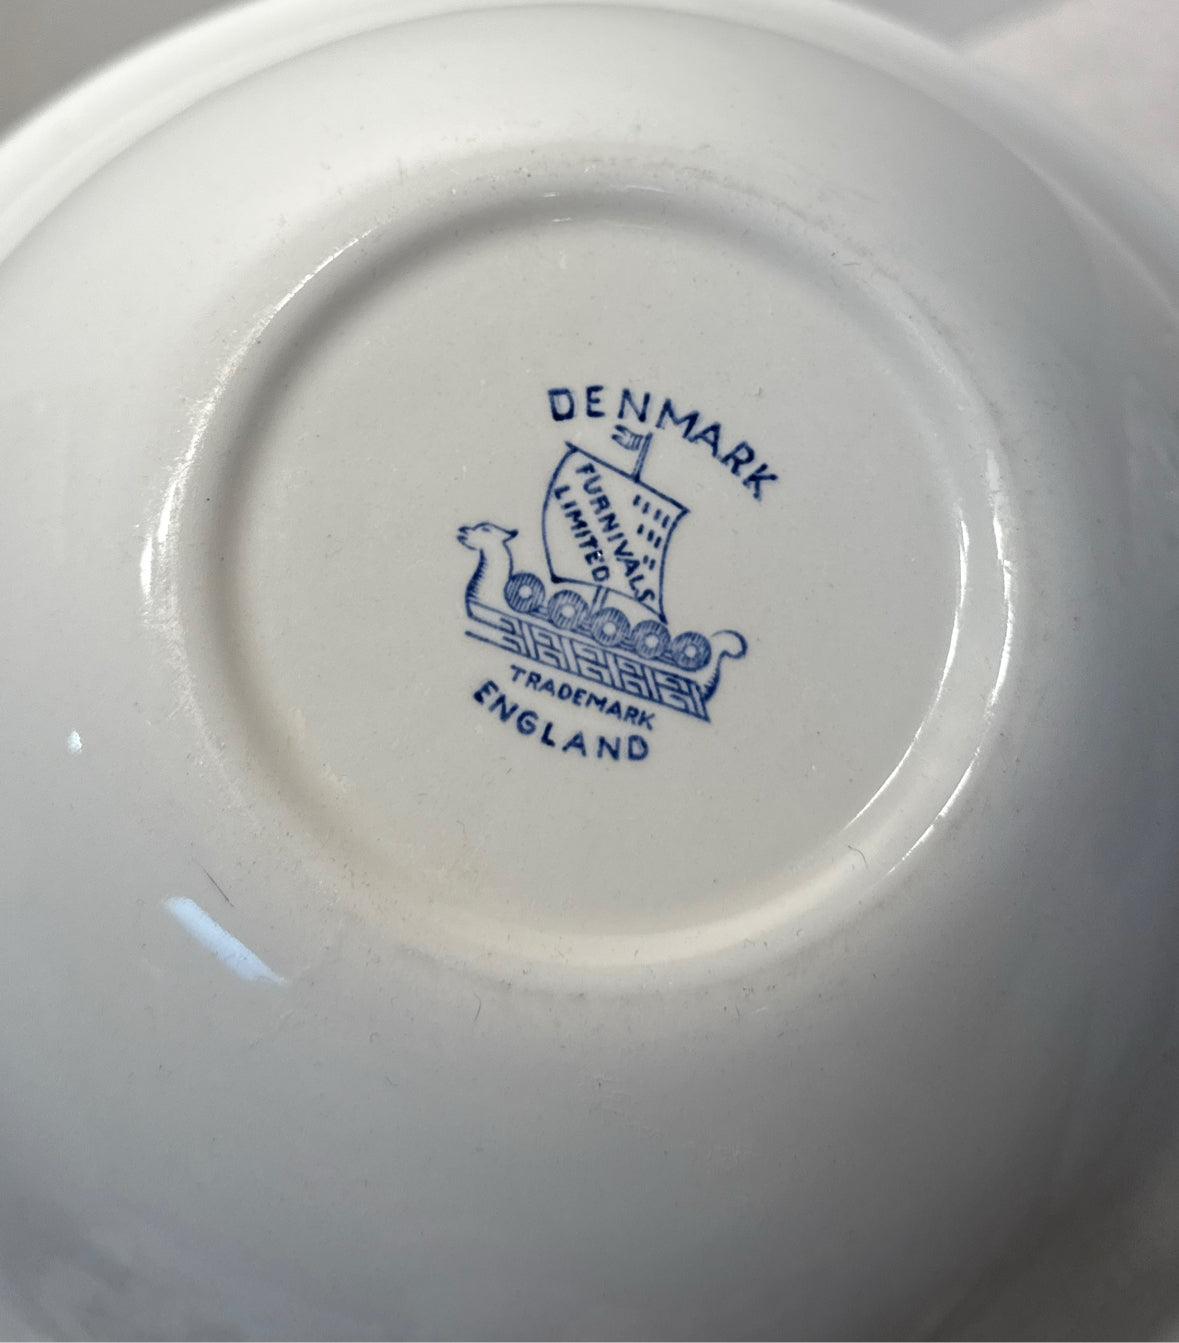 DENMARK
FURNIVALS
LIMITED
TRADEMARK
ENGLAND